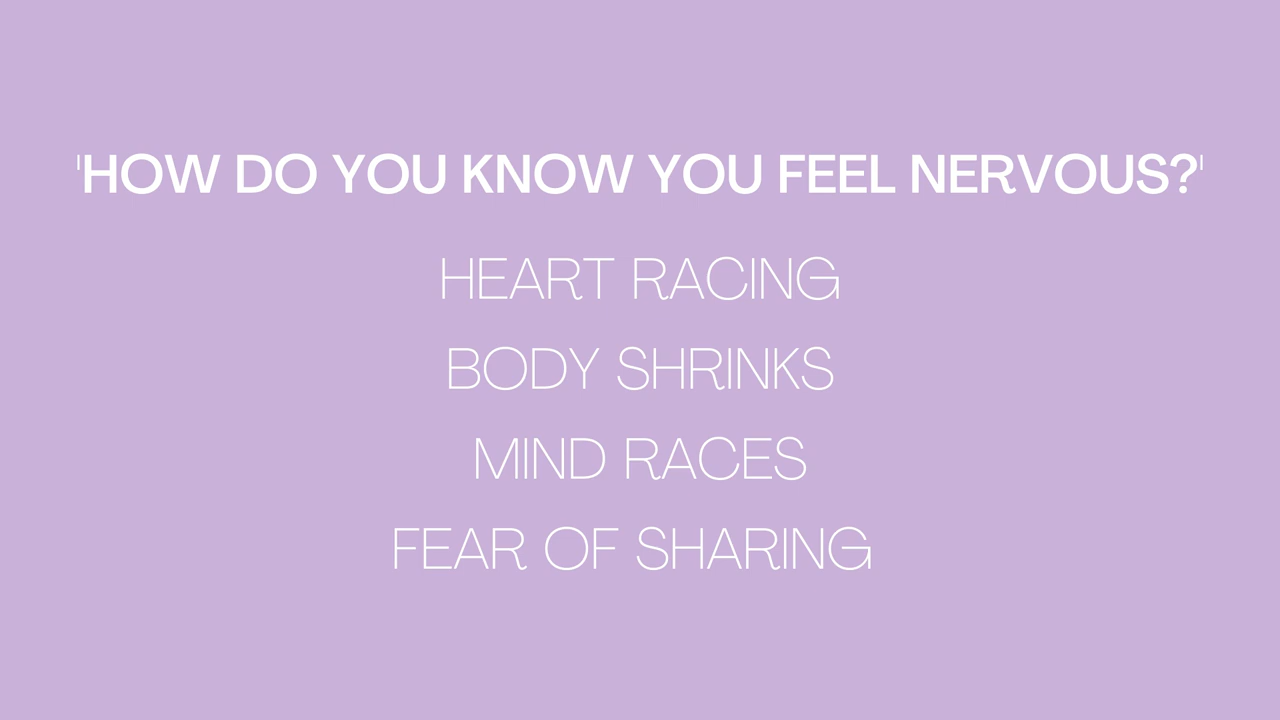 'HOW DO YOU KNOW YOU FEEL NERVOUS?'
HEART RACING
BODY SHRINKS
MIND RACES
FEAR OF SHARING